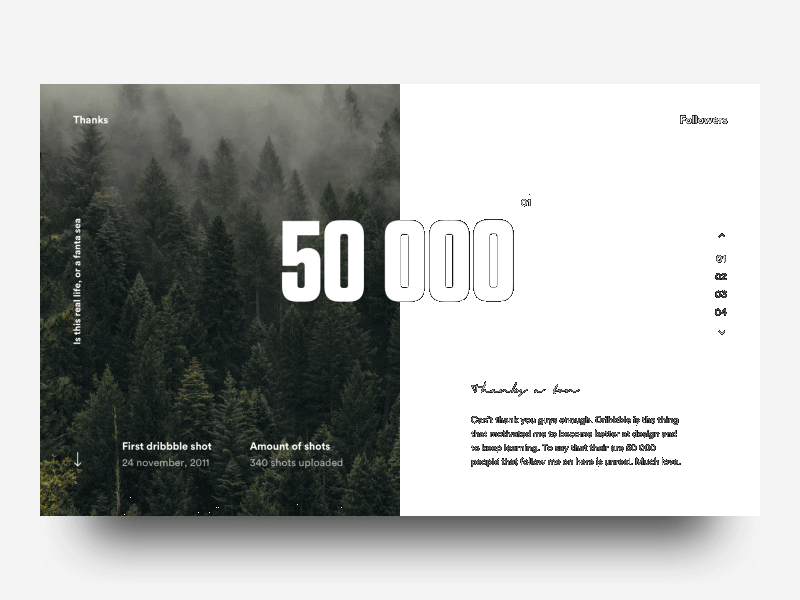 Thanks
Followers
01
50 000
Is this real life, or a fanta sea
01
02
03
04
Thanks a ton
Can't thank you guys enough. Dribbble is the thing
that motivated me to become better at design and
to keep learning. To say that their are 50 000
people that follow me on here is unreal. Much love.
First dribbble shot
24 november, 2011
Amount of shots
340 shots uploaded